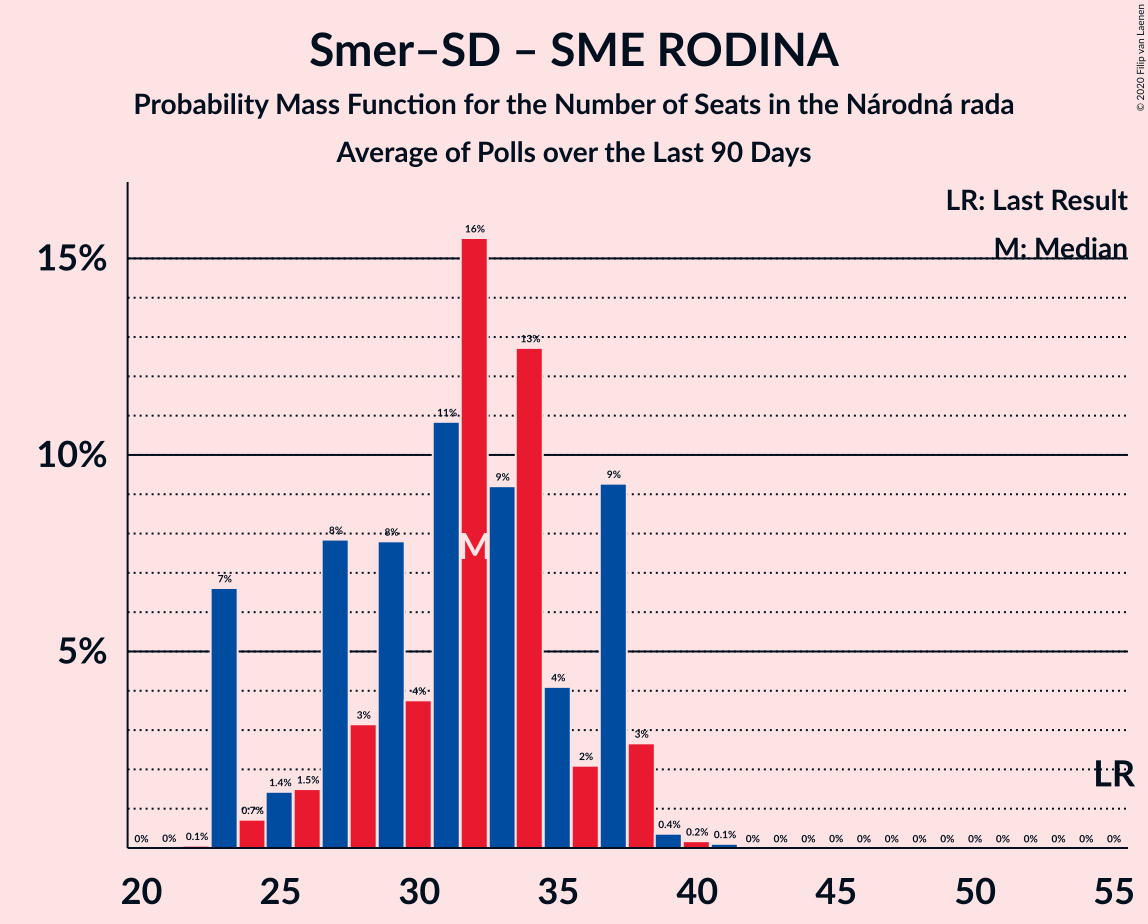 Smer–SD – SME RODINA
Probability Mass Function for the Number of Seats in the Národná rada
Average of Polls over the Last 90 Days
© 2020 Filip van Laenen
LR: Last Result
M: Median
15%
10%
5%
0% 0% 0.1% 7% 0.7% 1.4% 1.5% 8% 3% 8% 4% 11% 16% 9% 13% 4% 2% 9% 3% 0.4% 0.2% 0.1% 0% 0% 0% 0% 0% 0% 0% 0% 0% 0% 0% 0% 0% 0%
M
LR
20 25 30 35 40 45 50 55